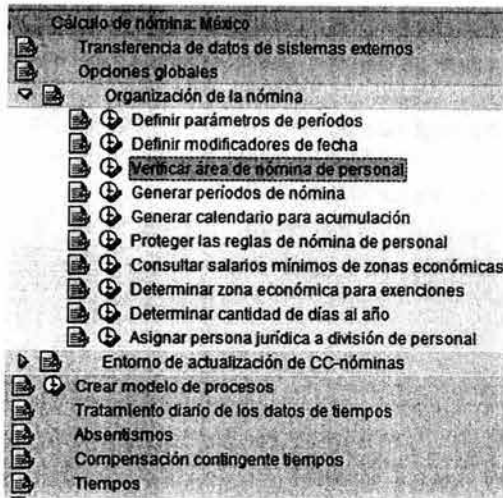 Cálculo de nómina: México
Transferencia de datos de sistemas externos
Opciones globales
Organización de la nómina
Definir parámetros de períodos
Definir modificadores de fecha
Verificar área de nómina de personal
Generar períodos de nómina
Generar calendario para acumulación
Proteger las reglas de nómina de personal
Consultar salarios mínimos de zonas económicas
Determinar zona económica para exenciones
Determinar cantidad de días al año
Asignar persona jurídica a división de personal
Entorno de actualización de CC-nóminas
Crear modelo de procesos
Tratamiento diario de los datos de tiempos
Absentismos
Compensación contingente tiempos
Tiempos